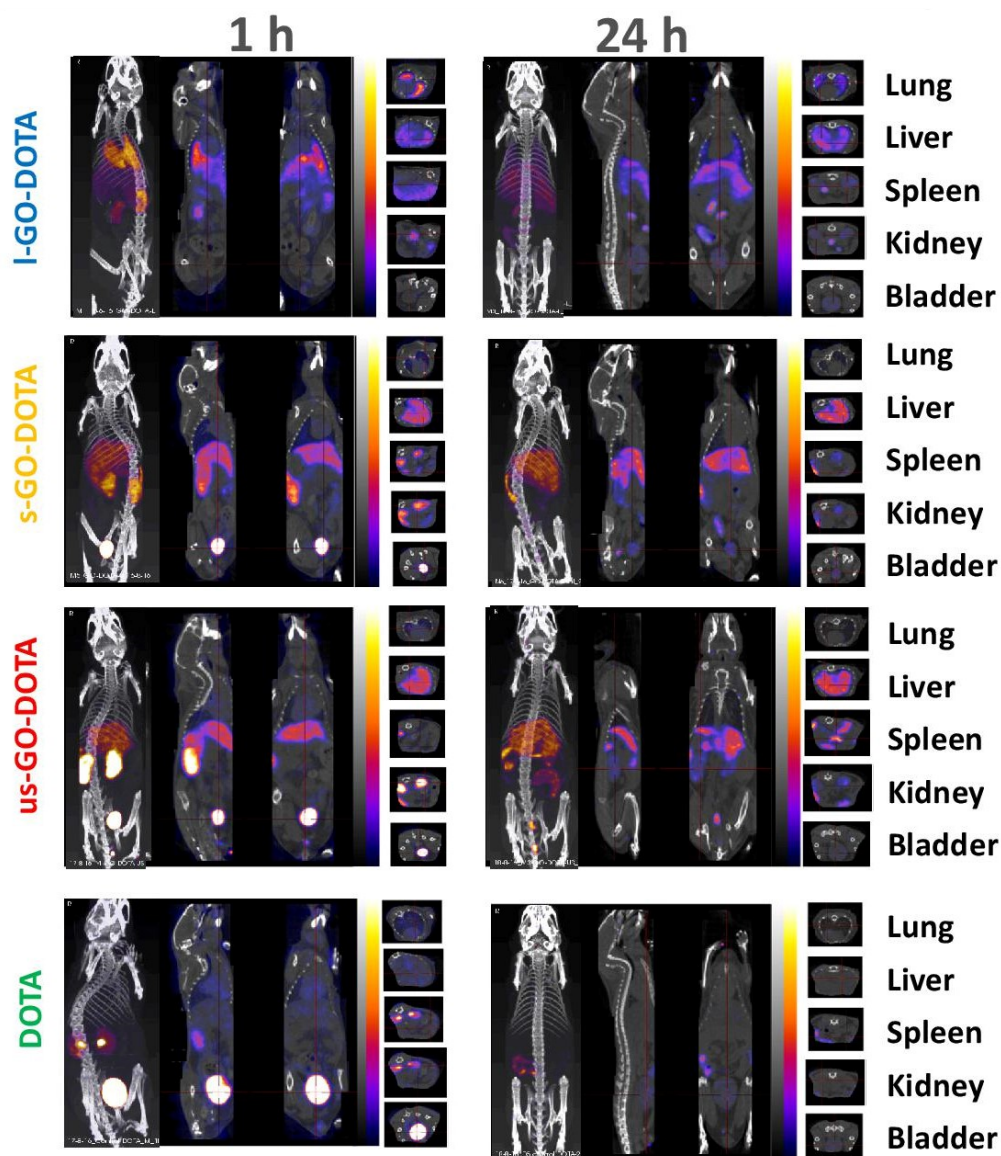 1 h
24 h
l-GO-DOTA
Lung
Liver
Spleen
Kidney
Bladder
s-GO-DOTA
Lung
Liver
Spleen
Kidney
Bladder
us-GO-DOTA
Lung
Liver
Spleen
Kidney
Bladder
DOTA
Lung
Liver
Spleen
Kidney
Bladder